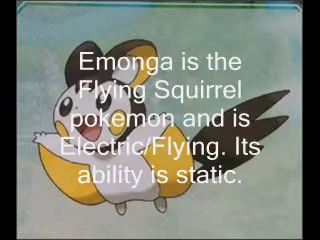 Emonga is the
Flying Squirrel
pokemon and is
Electric/Flying. Its
ability is static.